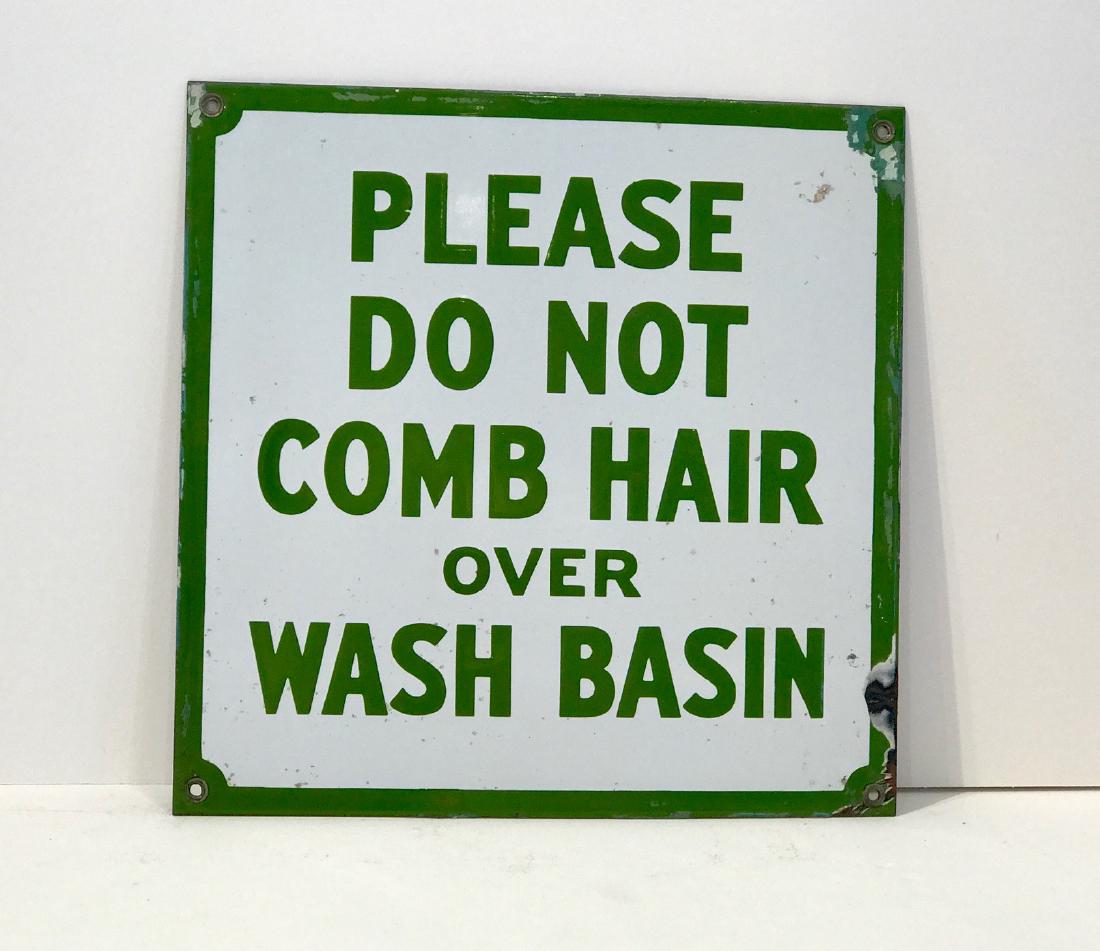 PLEASE
DO NOT
COMB HAIR
OVER
WASH BASIN